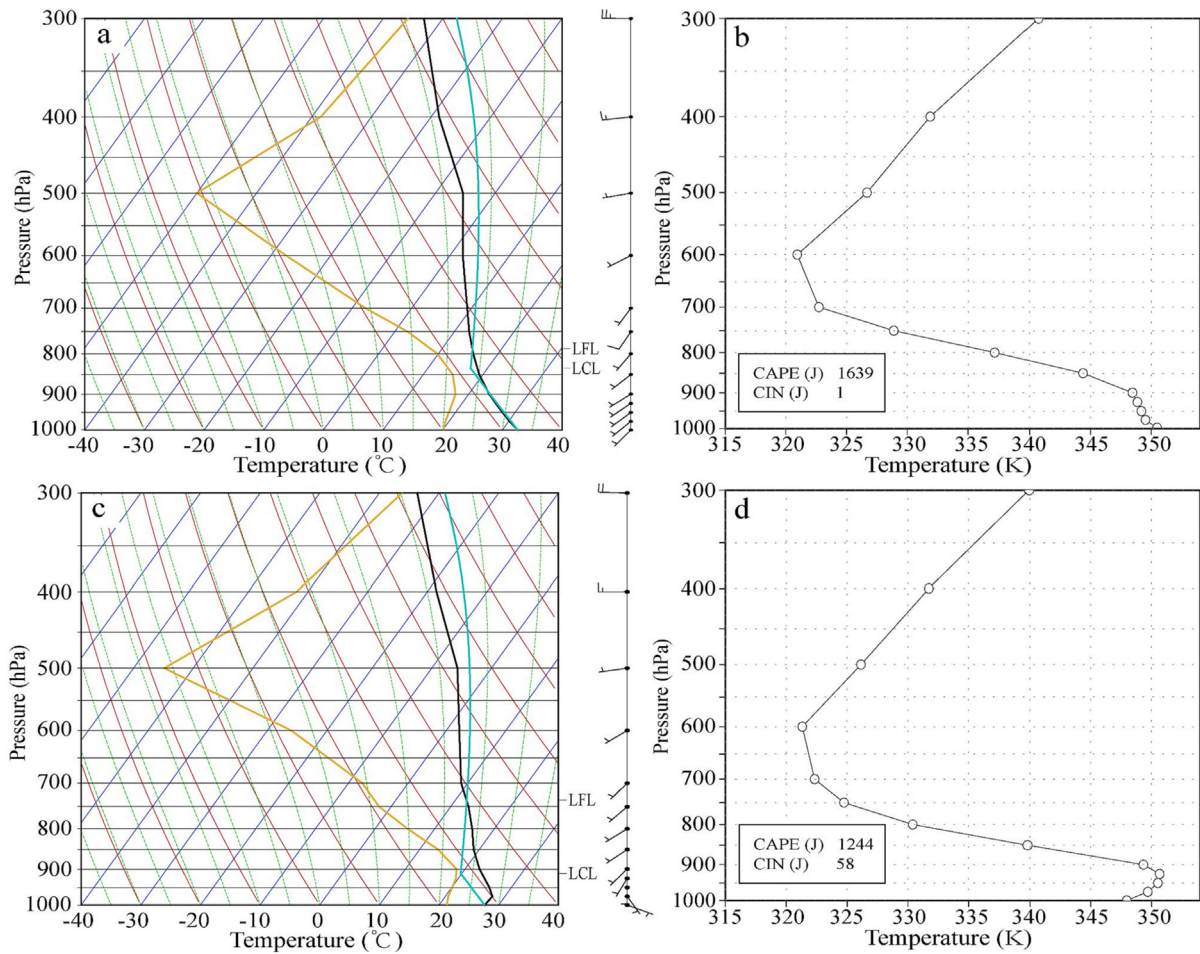 a
300
400
500
600
700
800
900
1000
Pressure (hPa)
LFL
LCL
-40 -30 -20 -10 0 10 20 30 40
Temperature (℃)
b
300
400
500
600
700
800
900
1000
Pressure (hPa)
CAPE (J) 1639
CIN (J) 1
315 320 325 330 335 340 345 350
Temperature (K)
c
300
400
500
600
700
800
900
1000
Pressure (hPa)
LFL
LCL
-40 -30 -20 -10 0 10 20 30 40
Temperature (℃)
d
300
400
500
600
700
800
900
1000
Pressure (hPa)
CAPE (J) 1244
CIN (J) 58
315 320 325 330 335 340 345 350
Temperature (K)